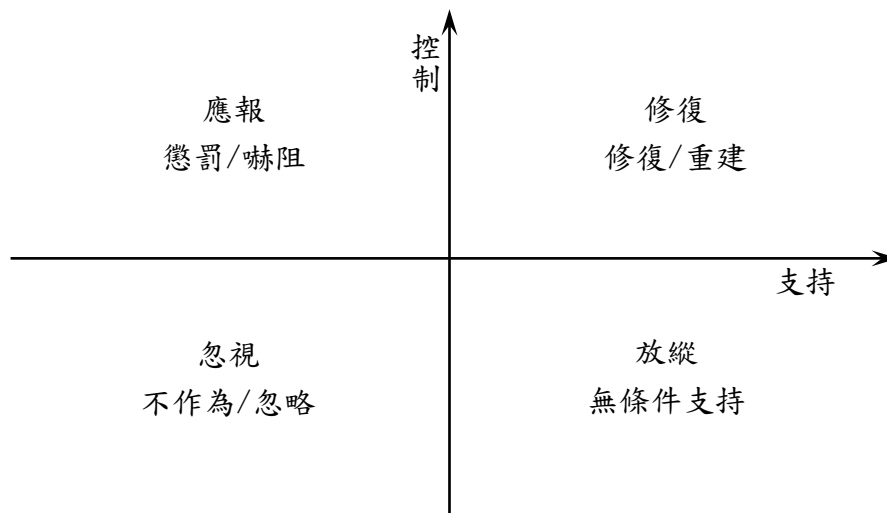 控制
應報
懲罰/嚇阻
修復
修復/重建
支持
忽視
不作為/忽略
放縱
無條件支持